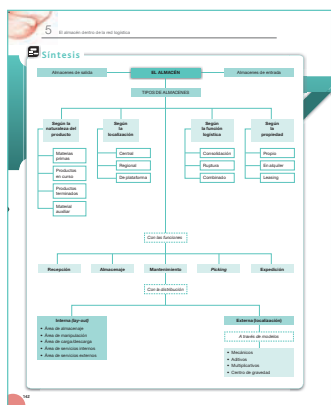 5
El almacén dentro de la red logística
Síntesis
Almacenes de salida
EL ALMACÉN
Almacenes de entrada
TIPOS DE ALMACENES
Según la
naturaleza del
producto
Según
la
localización
Según
la función
logística
Según
la
propiedad
Materias
primas
Central
Consolidación
Propio
Productos
en curso
Regional
Ruptura
En alquiler
Productos
terminados
De plataforma
Combinado
Leasing
Material
auxiliar
Con las funciones
Recepción
Almacenaje
Mantenimiento
Picking
Expedición
Con la distribución
Interna (lay-out)
• Área de almacenaje
• Área de manipulación
• Área de carga/descarga
• Área de servicios internos
• Área de servicios externos
Externa (localización)
A través de modelos
• Mecánicos
• Aditivos
• Multiplicativos
• Centro de gravedad
142